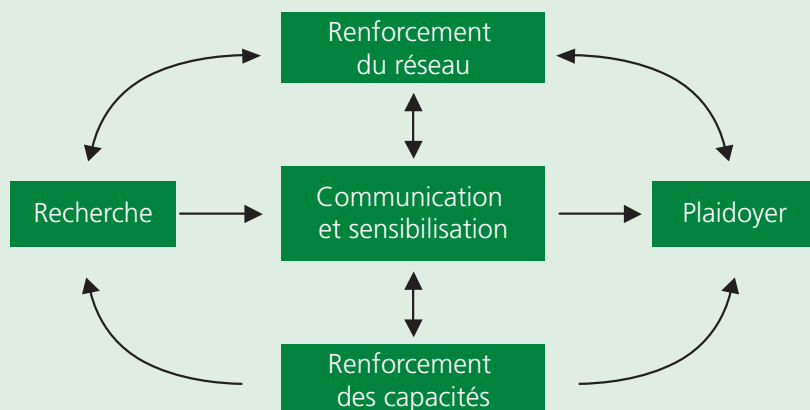 Renforcement
du réseau
Recherche
Communication
et sensibilisation
Plaidoyer
Renforcement
des capacités